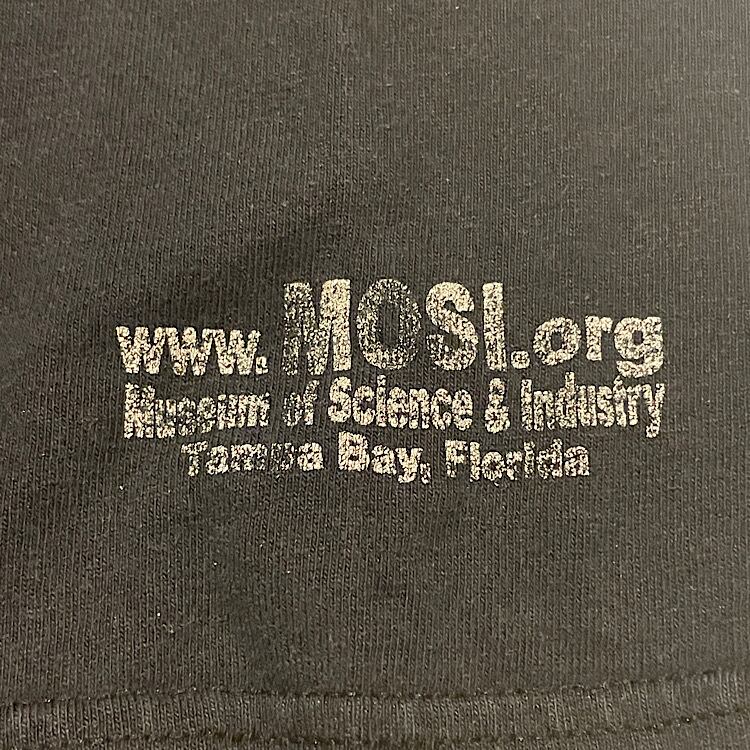 www.MOSI.org
Museum of Science & Industry
Tampa Bay, Florida